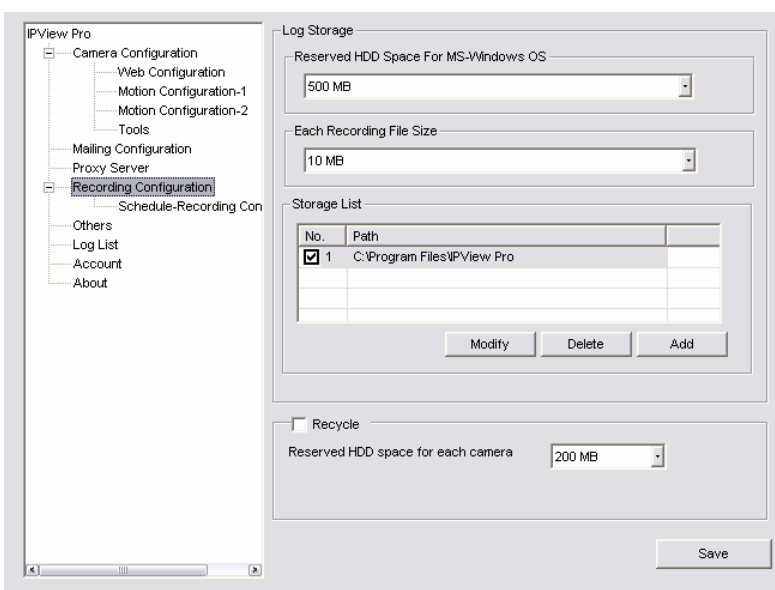 IPView Pro
Camera Configuration
Web Configuration
Motion Configuration-1
Motion Configuration-2
Tools
Mailing Configuration
Proxy Server
Recording Configuration
Schedule-Recording Con
Others
Log List
Account
About
Log Storage
Reserved HDD Space For MS-Windows OS
500 MB
Each Recording File Size
10 MB
Storage List
No. Path
1 C:\Program Files\IPView Pro
Modify Delete Add
Recycle
Reserved HDD space for each camera 200 MB
Save